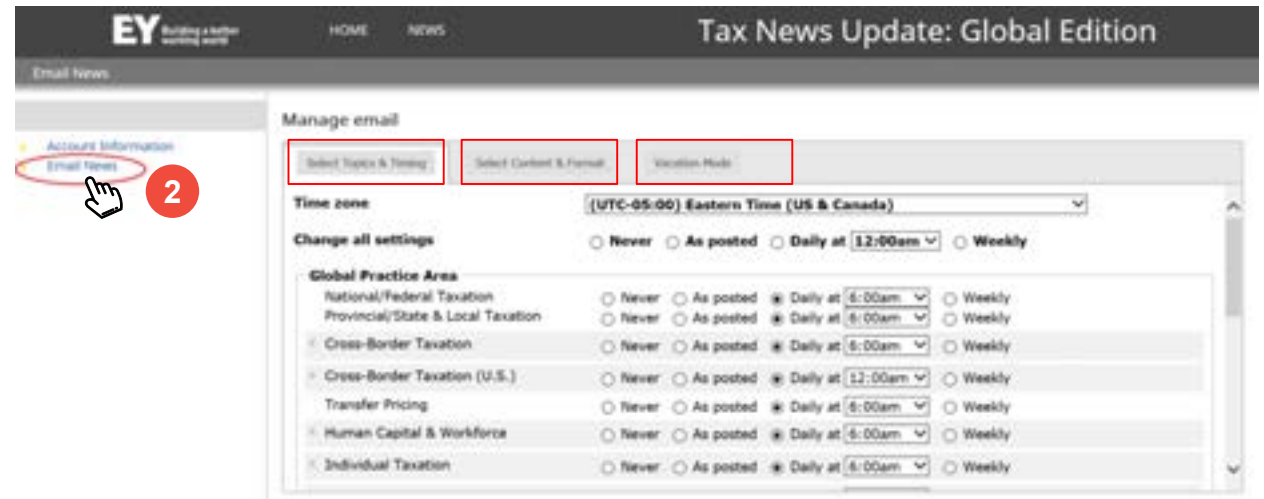 EY Building a better working world
HOME NEWS
Tax News Update: Global Edition
Email News
Account Information
Email News
2
Manage email
Select Topics & Timing Select Content & Format Vacation Mode
Time zone (UTC-05:00) Eastern Time (US & Canada)
Change all settings Never As posted Daily at 12:00am Weekly
Global Practice Area
National/Federal Taxation Never As posted Daily at 6:00am Weekly
Provincial/State & Local Taxation Never As posted Daily at 6:00am Weekly
Cross-Border Taxation Never As posted Daily at 6:00am Weekly
Cross-Border Taxation (U.S.) Never As posted Daily at 12:00am Weekly
Transfer Pricing Never As posted Daily at 6:00am Weekly
Human Capital & Workforce Never As posted Daily at 6:00am Weekly
Individual Taxation Never As posted Daily at 6:00am Weekly